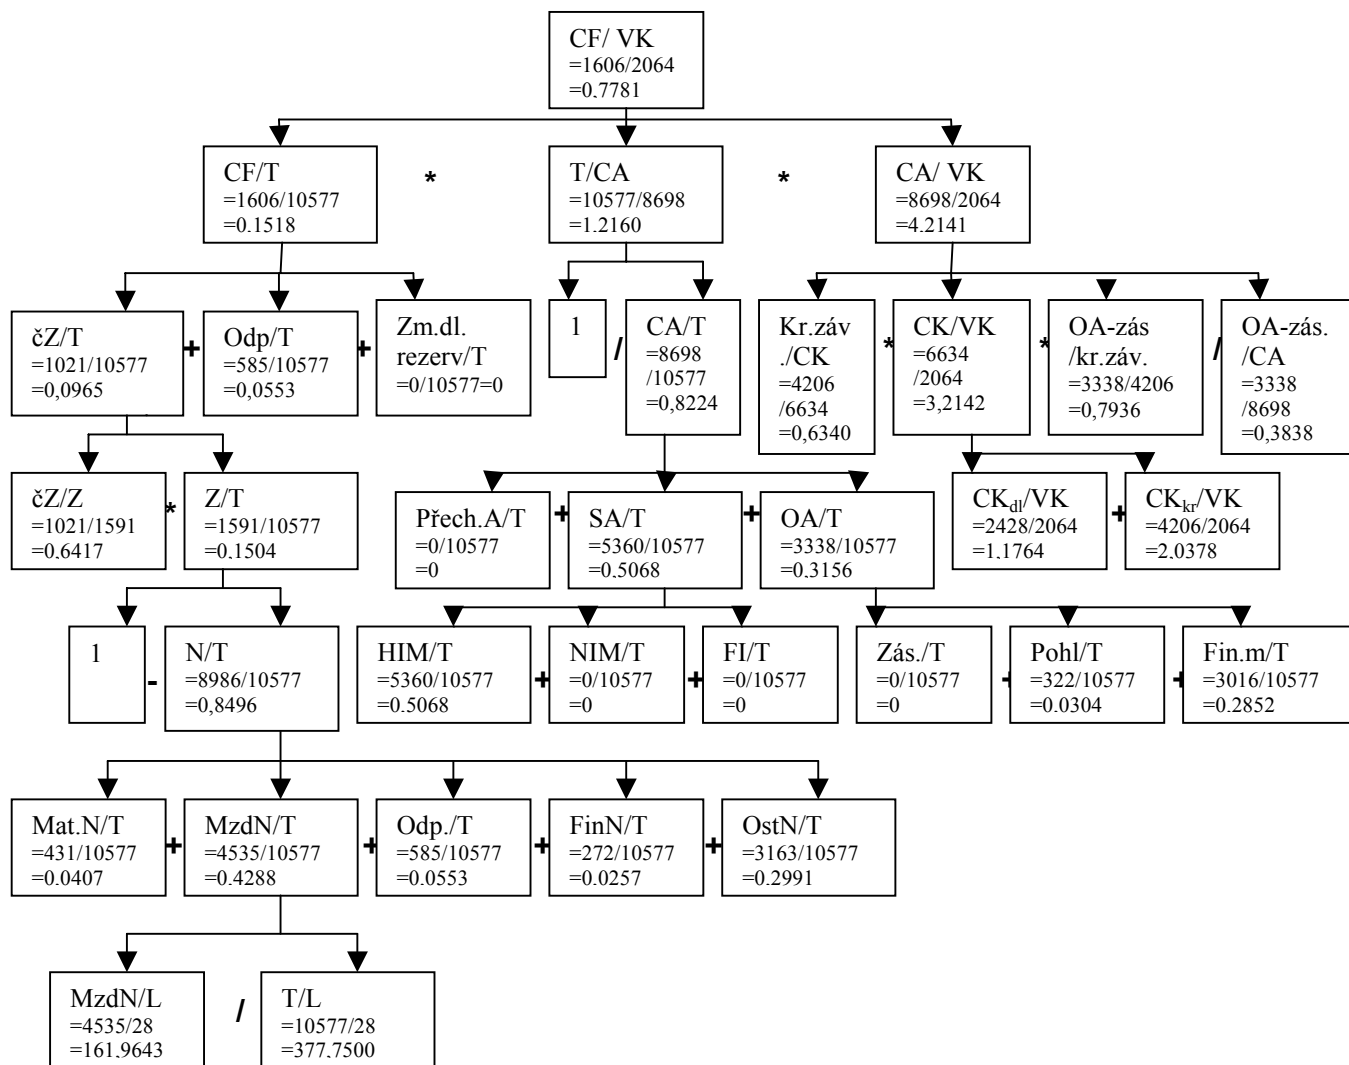 CF/ VK
=1606/2064
=0,7781
CF/T
=1606/10577
=0.1518
*
T/CA
=10577/8698
=1,2160
*
CA/ VK
=8698/2064
=4,2141
čZ/T
=1021/10577
=0,0965
+
Odp/T
=585/10577
=0,0553
+
Zm.dl.
rezerv/T
=0/10577=0
1
/
CA/T
=8698
/10577
=0,8224
Kr.záv
./CK
=4206
/6634
=0,6340
*
CK/VK
=6634
/2064
=3,2142
*
OA-zás
/kr.záv.
=3338/4206
=0,7936
/
OA-zás.
/CA
=3338
/8698
=0,3838
čZ/Z
=1021/1591
=0,6417
*
Z/T
=1591/10577
=0,1504
Přech.A/T
=0/10577
=0
+
SA/T
=5360/10577
=0,5068
+
OA/T
=3338/10577
=0,3156
CKdl/VK
=2428/2064
=1,1764
+
CKkr/VK
=4206/2064
=2,0378
1
-
N/T
=8986/10577
=0,8496
HIM/T
=5360/10577
=0.5068
+
NIM/T
=0/10577
=0
+
FI/T
=0/10577
=0
Zás./T
=0/10577
=0
+
Pohl/T
=322/10577
=0.0304
+
Fin.m/T
=3016/10577
=0.2852
Mat.N/T
=431/10577
=0.0407
+
MzdN/T
=4535/10577
=0.4288
+
Odp./T
=585/10577
=0.0553
+
FinN/T
=272/10577
=0.0257
+
OstN/T
=3163/10577
=0.2991
MzdN/L
=4535/28
=161,9643
/
T/L
=10577/28
=377,7500